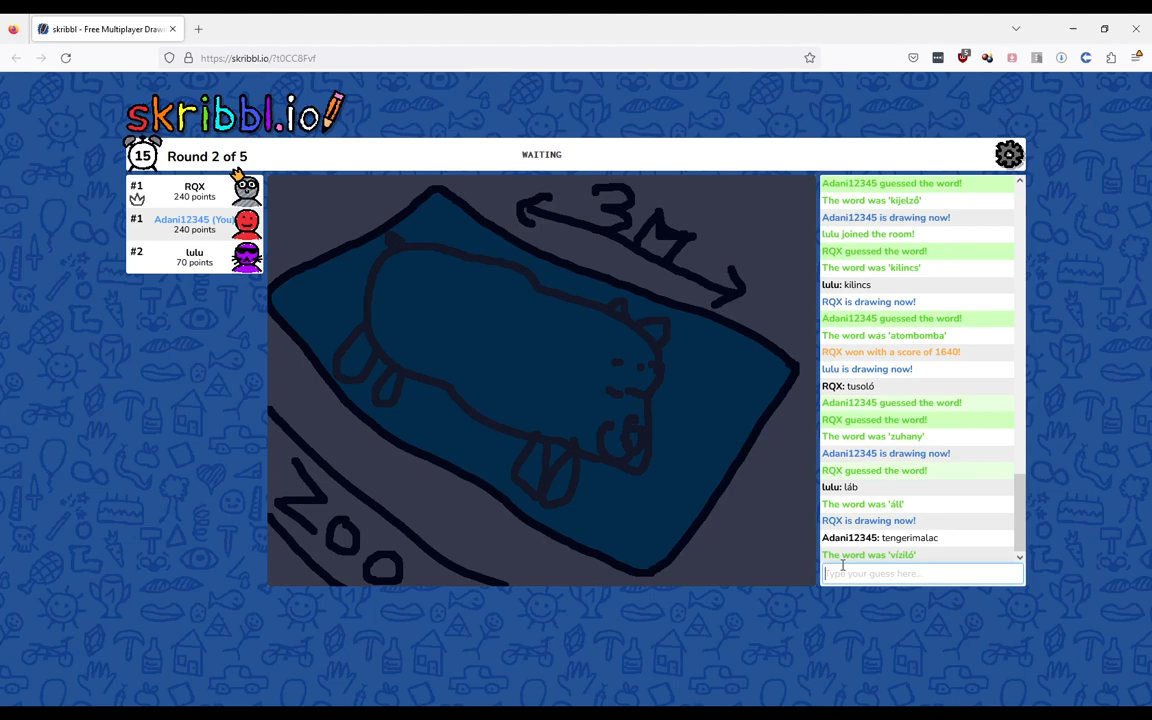 skribbl - Free Multiplayer Drawi
https://skribbl.io/?t0CC8Fvf
5
skribbl.io
15
Round 2 of 5
WAITING
#1
RQX
240 points
#1
Adani12345 (You)
240 points
#2
lulu
70 points
3M
ZOO
Adani12345 guessed the word!
The word was 'kijelző'
Adani12345 is drawing now!
lulu joined the room!
RQX guessed the word!
The word was 'kilincs'
lulu: kilincs
RQX is drawing now!
Adani12345 guessed the word!
The word was 'atombomba'
RQX won with a score of 1640!
lulu is drawing now!
RQX: tusoló
Adani12345 guessed the word!
RQX guessed the word!
The word was 'zuhany'
Adani12345 is drawing now!
RQX guessed the word!
lulu: láb
The word was 'áll'
RQX is drawing now!
Adani12345: tengerimalac
The word was 'víziló'
Type your guess here...